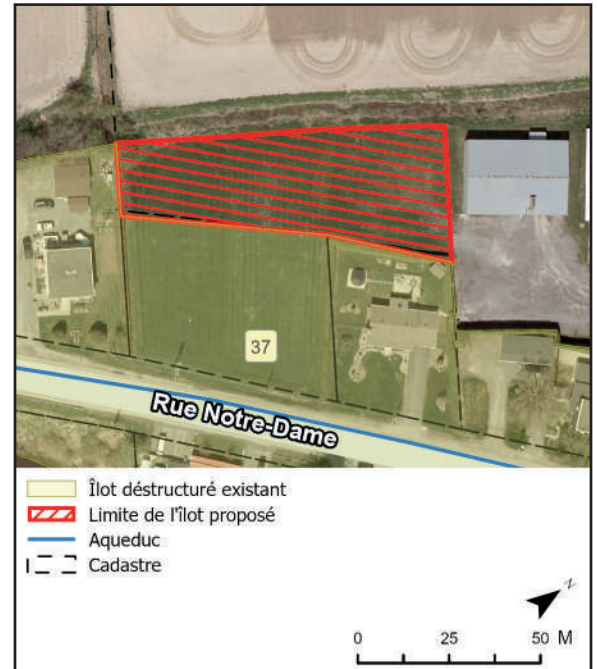 37
Rue Notre-Dame
Îlot déstructuré existant
Limite de l'îlot proposé
Aqueduc
Cadastre
Z
0 25 50 M